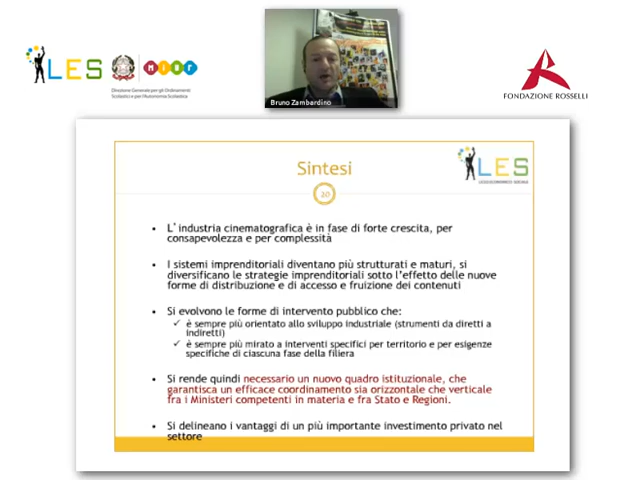 LES
MIUR
Direzione Generale per gli Ordinamenti
Scolastici e per l'Autonomia Scolastica
Bruno Zambardino
FONDAZIONE ROSSELLI
LES
LICEO ECONOMICO SOCIALE
Sintesi
20
• L'industria cinematografica è in fase di forte crescita, per
consapevolezza e per complessità
• I sistemi imprenditoriali diventano più strutturati e maturi, si
diversificano le strategie imprenditoriali sotto l'effetto delle nuove
forme di distribuzione e di accesso e fruizione dei contenuti
• Si evolvono le forme di intervento pubblico che:
✓ è sempre più orientato allo sviluppo industriale (strumenti da diretti a
indiretti)
✓ è sempre più mirato a interventi specifici per territorio e per esigenze
specifiche di ciascuna fase della filiera
• Si rende quindi necessario un nuovo quadro istituzionale, che
garantisca un efficace coordinamento sia orizzontale che verticale
fra i Ministeri competenti in materia e fra Stato e Regioni.
• Si delineano i vantaggi di un più importante investimento privato nel
settore